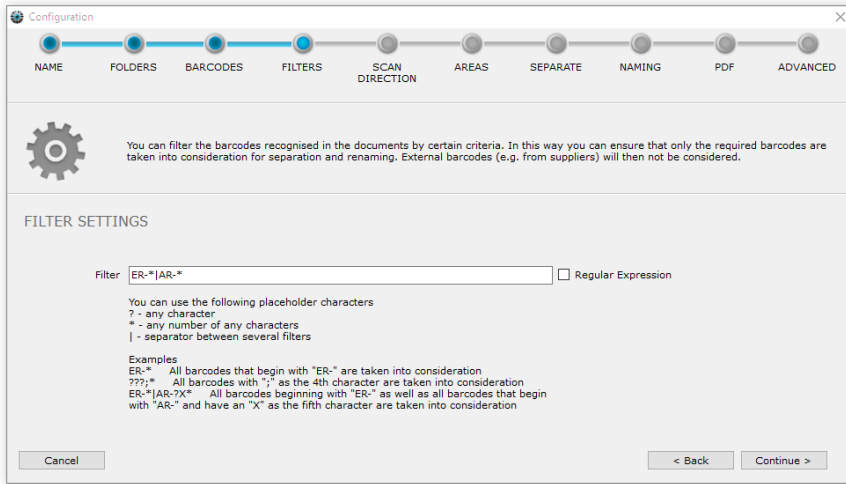 Configuration
NAME FOLDERS BARCODES FILTERS SCAN DIRECTION AREAS SEPARATE NAMING PDF ADVANCED
You can filter the barcodes recognised in the documents by certain criteria. In this way you can ensure that only the required barcodes are
taken into consideration for separation and renaming. External barcodes (e.g. from suppliers) will then not be considered.
FILTER SETTINGS
Filter ER-*|AR-* Regular Expression
You can use the following placeholder characters
? - any character
* - any number of any characters
| - separator between several filters
Examples
ER-* All barcodes that begin with "ER-" are taken into consideration
???;* All barcodes with ";" as the 4th character are taken into consideration
ER-*|AR-?X* All barcodes beginning with "ER-" as well as all barcodes that begin
with "AR-" and have an "X" as the fifth character are taken into consideration
Cancel < Back Continue >